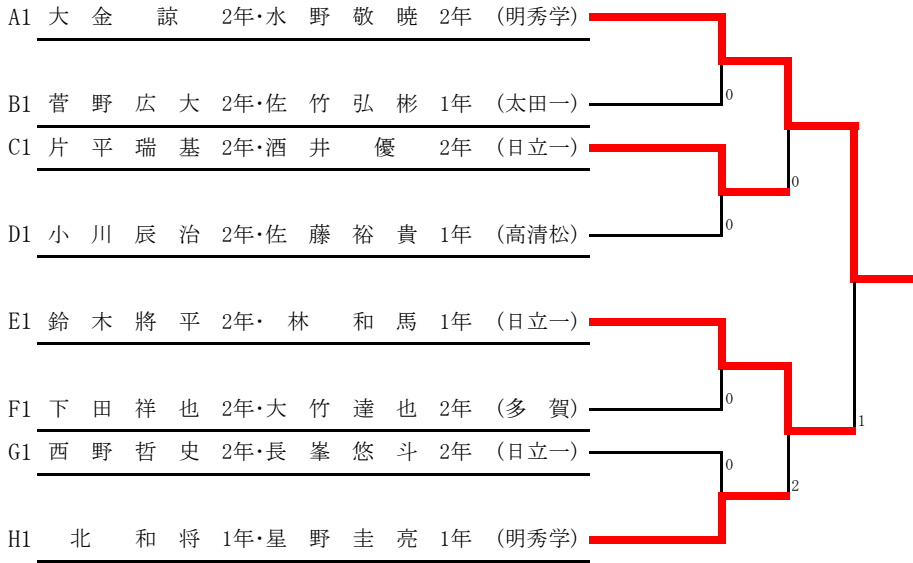 A1 大 金 諒 2年・水 野 敬 暁 2年 (明秀学)
B1 菅 野 広 大 2年・佐 竹 弘 彬 1年 (太田一)
0
C1 片 平 瑞 基 2年・酒 井 優 2年 (日立一)
0
D1 小 川 辰 治 2年・佐 藤 裕 貴 1年 (高清松)
0
E1 鈴 木 將 平 2年・ 林 和 馬 1年 (日立一)
F1 下 田 祥 也 2年・大 竹 達 也 2年 (多 賀)
0
1
G1 西 野 哲 史 2年・長 峯 悠 斗 2年 (日立一)
0
2
H1 北 和 将 1年・星 野 圭 亮 1年 (明秀学)